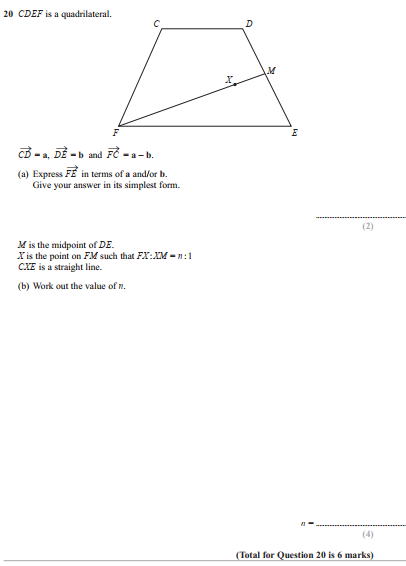 20 CDEF is a quadrilateral.
C D
X M
F E
CD→ = a, DE→ = b and FC→ = a – b.
(a) Express FE→ in terms of a and/or b.
Give your answer in its simplest form.
(2)
M is the midpoint of DE.
X is the point on FM such that FX : XM = n : 1
CXE is a straight line.
(b) Work out the value of n.
n =
(4)
(Total for Question 20 is 6 marks)